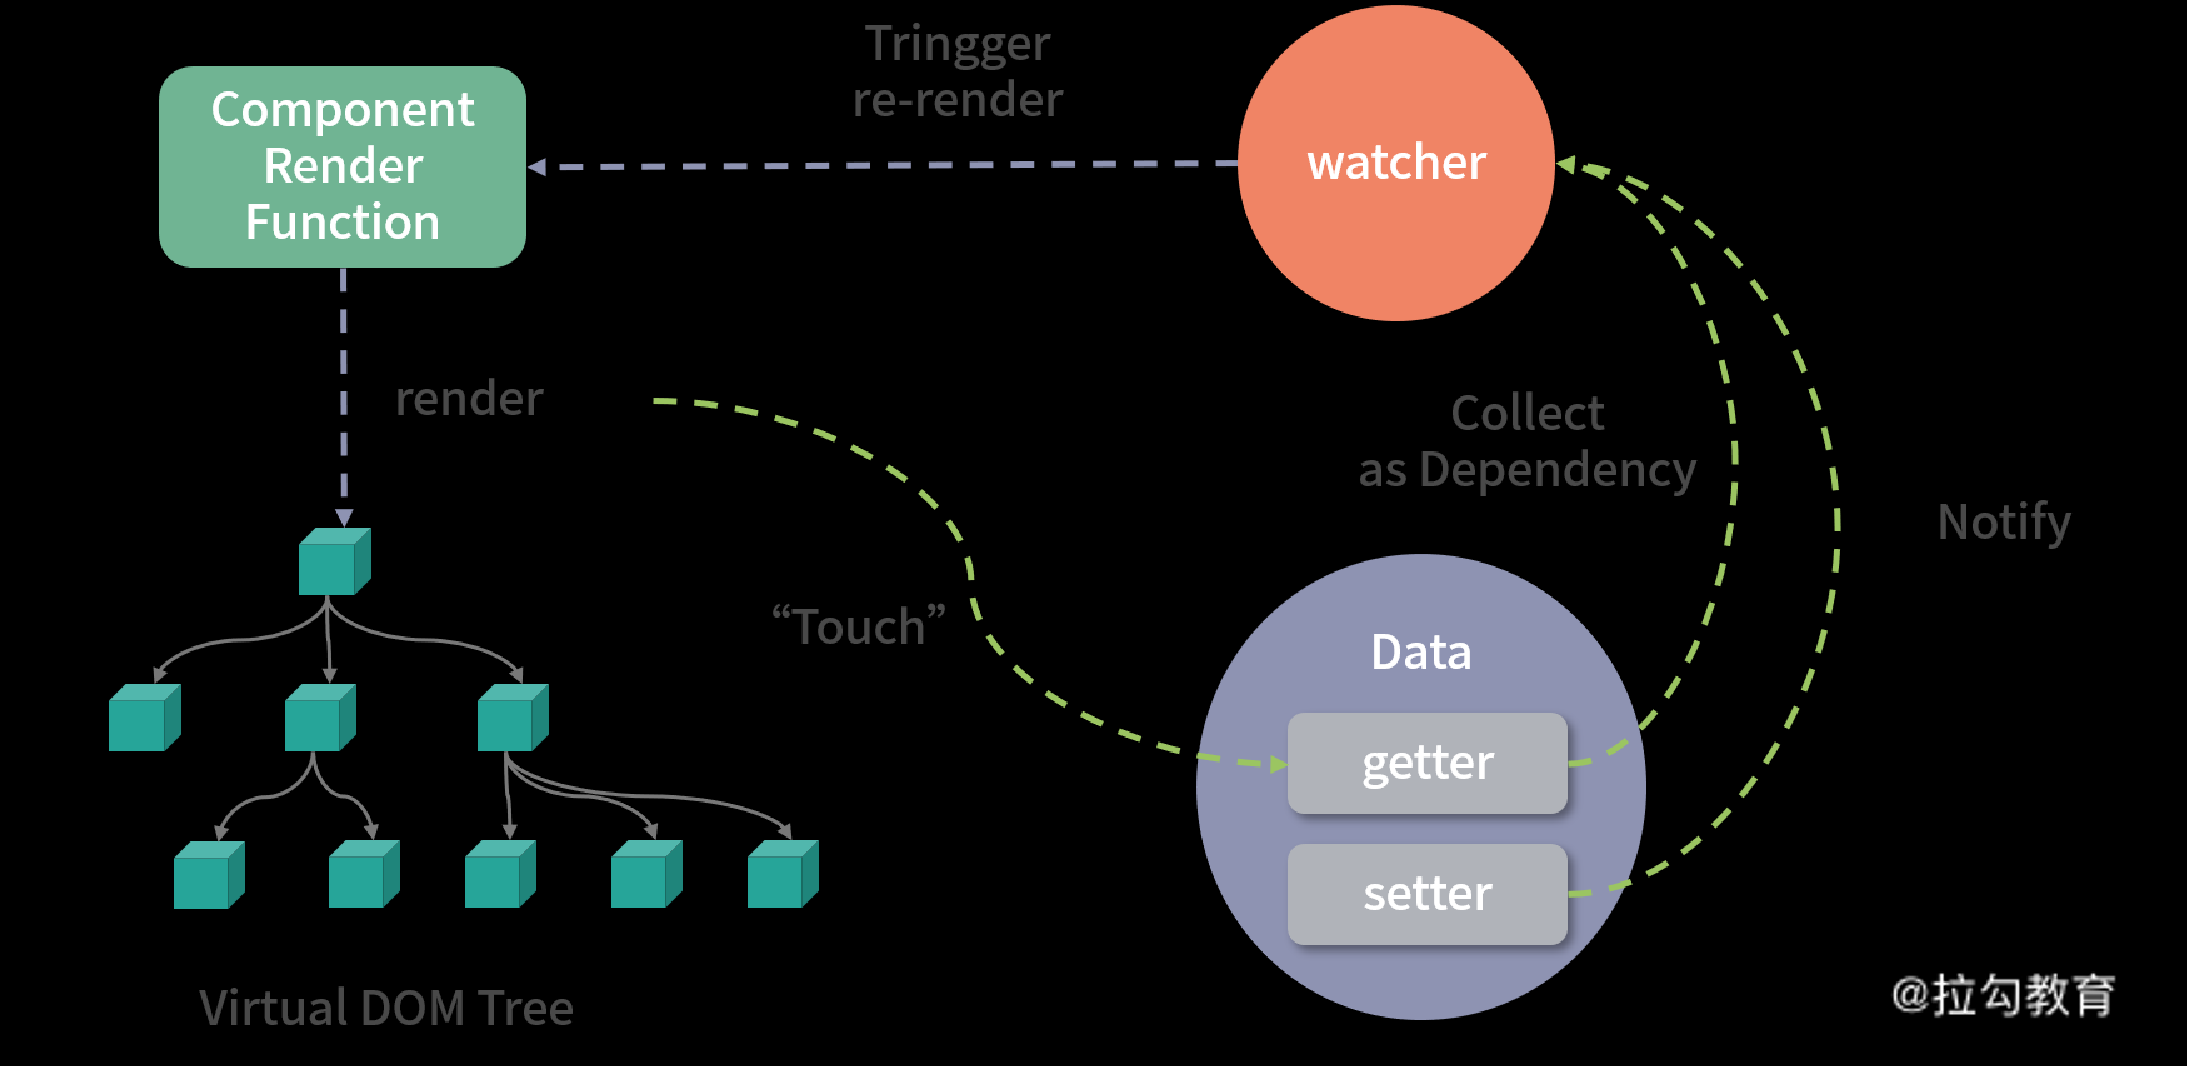 Tringger
re-render
Component
Render
Function
watcher
render
Collect
as Dependency
Notify
“Touch”
Data
getter
setter
Virtual DOM Tree
@拉勾教育